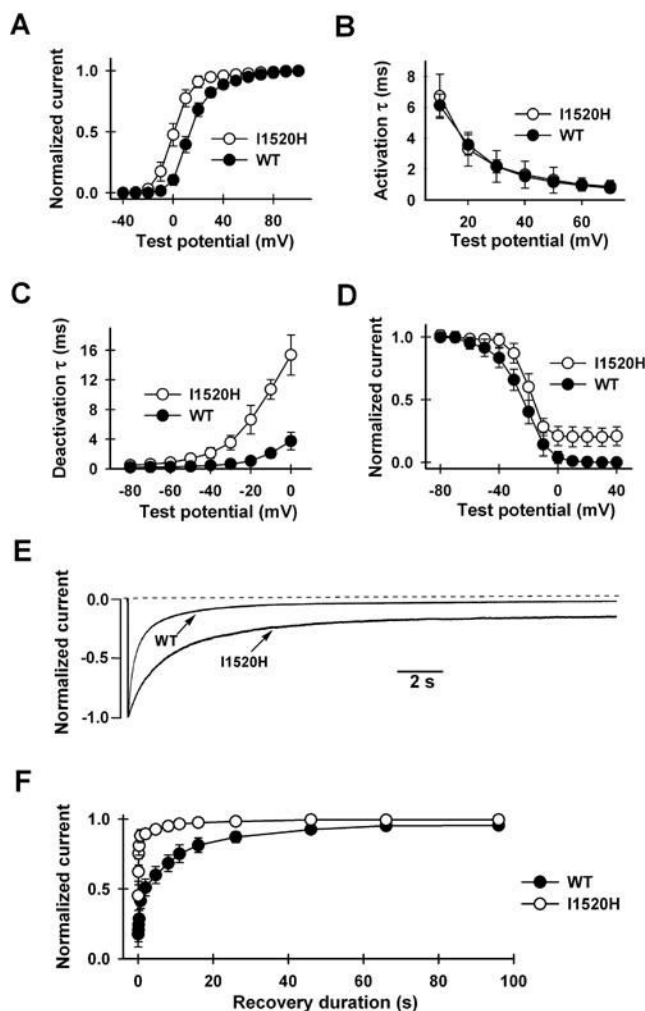 A
Normalized current
1.0
0.5
0.0
I1520H
WT
-40 0 40 80
Test potential (mV)
B
Activation τ (ms)
8
6
4
2
0
I1520H
WT
20 40 60
Test potential (mV)
C
Deactivation τ (ms)
16
12
8
4
0
I1520H
WT
-80 -60 -40 -20 0
Test potential (mV)
D
Normalized current
1.0
0.5
0.0
I1520H
WT
-80 -40 0 40
Test potential (mV)
E
Normalized current
0.0
-0.5
-1.0
WT
I1520H
2 s
F
Normalized current
1.0
0.5
0.0
WT
I1520H
0 20 40 60 80 100
Recovery duration (s)